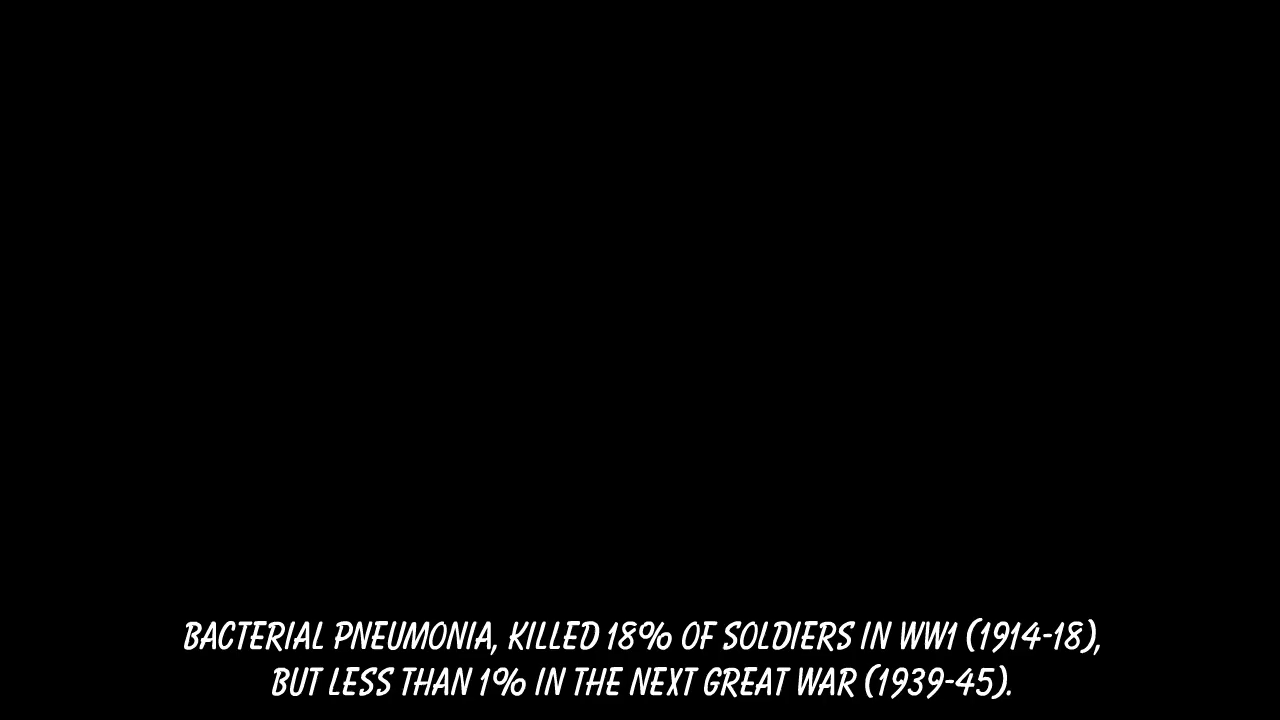 BACTERIAL PNEUMONIA, KILLED 18% OF SOLDIERS IN WW1 (1914-18),
BUT LESS THAN 1% IN THE NEXT GREAT WAR (1939-45).